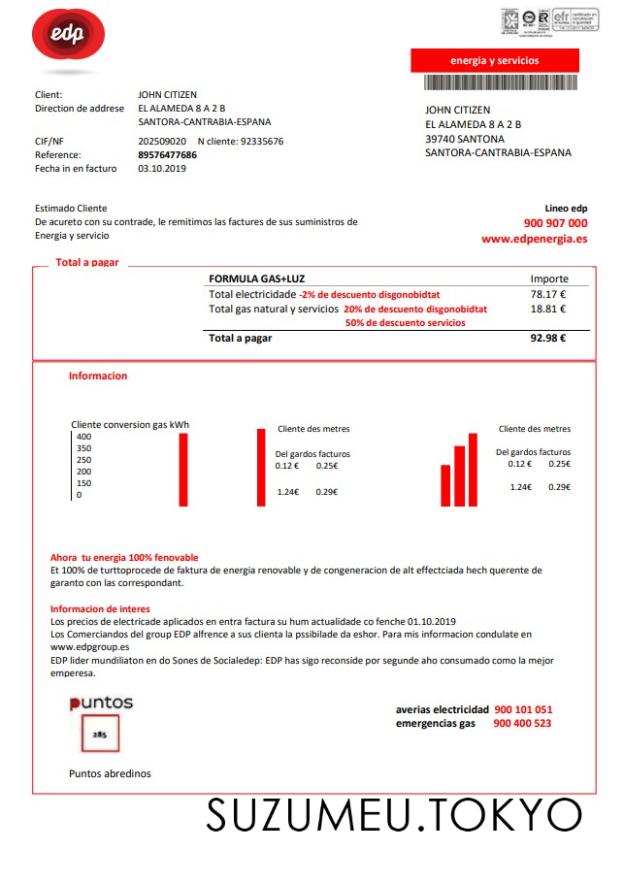 edp
efr
energia y servicios
Client: JOHN CITIZEN
Direction de addrese EL ALAMEDA 8 A 2 B
SANTORA-CANTRABIA-ESPANA
CIF/NF 202509020 N cliente: 92335676
Reference: 89576477686
Fecha in en facturo 03.10.2019
JOHN CITIZEN
EL ALAMEDA 8 A 2 B
39740 SANTONA
SANTORA-CANTRABIA-ESPANA
Estimado Cliente
De acureto con su contrade, le remitimos las factures de sus suministros de
Energia y servicio
Lineo edp
900 907 000
www.edpenergia.es
Total a pagar
FORMULA GAS+LUZ Importe
Total electricidade -2% de descuento disgonobidtat 78.17 €
Total gas natural y servicios 20% de descuento disgonobidtat 18.81 €
50% de descuento servicios
Total a pagar 92.98 €
Informacion
Cliente conversion gas kWh
400
350
250
200
150
0
Cliente des metres
Del gardos facturos
0.12 € 0.25€
1.24€ 0.29€
Cliente des metres
Del gardos facturos
0.12 € 0.25€
1.24€ 0.29€
Ahora tu energia 100% fenovable
Et 100% de turttoprocede de faktura de energia renovable y de congeneracion de alt effectciada hech querente de
garanto con las correspondant.
Informacion de interes
Los precios de electricade aplicados en entra factura su hum actualidade co fenche 01.10.2019
Los Comerciandos del group EDP alfrence a sus clienta la pssibilade da eshor. Para mis informacion condulate en
www.edpgroup.es
EDP lider mundiliaton en do Sones de Socialedep: EDP has sigo reconside por segunde aho consumado como la mejor
emperesa.
puntos
285
Puntos abredinos
averias electricidad 900 101 051
emergencias gas 900 400 523
SUZUMEU.TOKYO